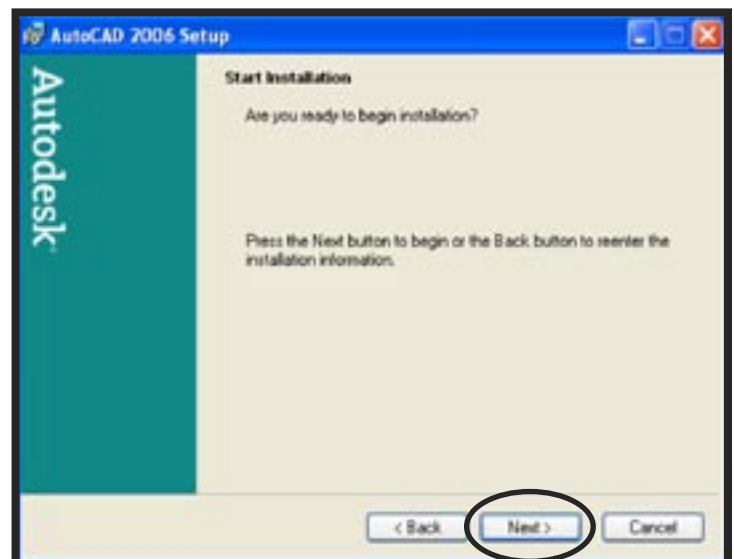 AutoCAD 2006 Setup
Autodesk
Start Installation
Are you ready to begin installation?
Press the Next button to begin or the Back button to reenter the
installation information.
< Back
Next >
Cancel